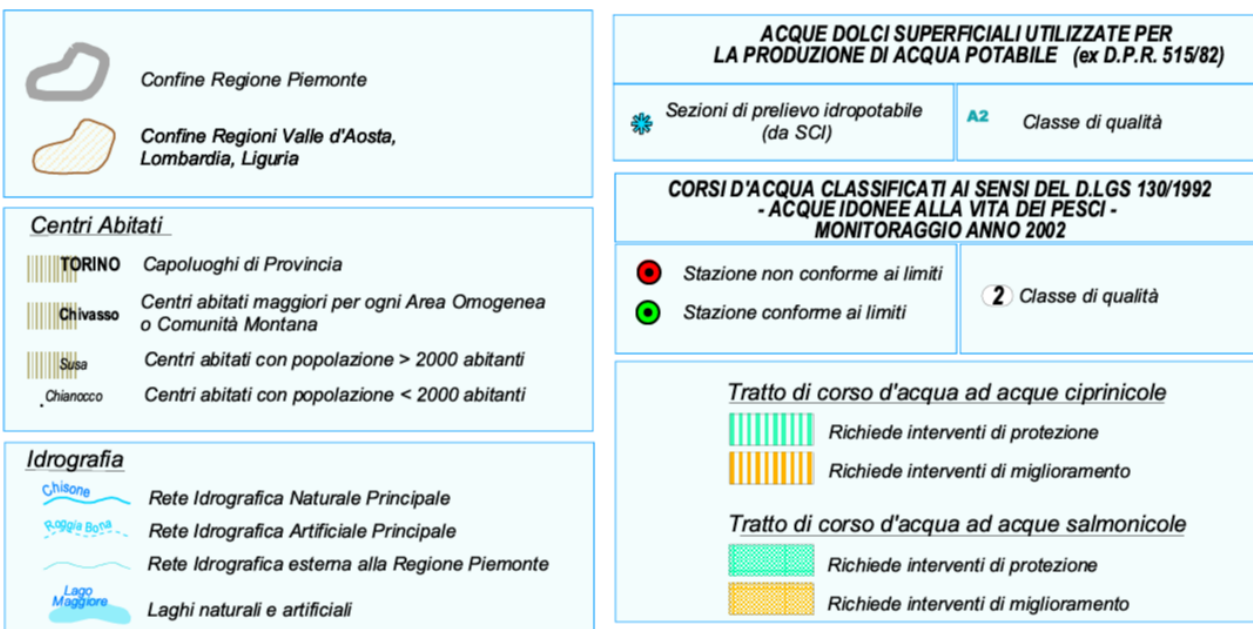 Confine Regione Piemonte
Confine Regioni Valle d'Aosta,
Lombardia, Liguria
Centri Abitati
TORINO Capoluoghi di Provincia
Chivasso Centri abitati maggiori per ogni Area Omogenea
o Comunità Montana
Susa Centri abitati con popolazione > 2000 abitanti
Chianocco Centri abitati con popolazione < 2000 abitanti
Idrografia
Chisone Rete Idrografica Naturale Principale
Roggia Bona Rete Idrografica Artificiale Principale
Rete Idrografica esterna alla Regione Piemonte
Lago
Maggiore Laghi naturali e artificiali
ACQUE DOLCI SUPERFICIALI UTILIZZATE PER
LA PRODUZIONE DI ACQUA POTABILE (ex D.P.R. 515/82)
Sezioni di prelievo idropotabile
(da SCI)
A2 Classe di qualità
CORSI D'ACQUA CLASSIFICATI AI SENSI DEL D.LGS 130/1992
- ACQUE IDONEE ALLA VITA DEI PESCI -
MONITORAGGIO ANNO 2002
Stazione non conforme ai limiti
Stazione conforme ai limiti
2 Classe di qualità
Tratto di corso d'acqua ad acque ciprinicole
Richiede interventi di protezione
Richiede interventi di miglioramento
Tratto di corso d'acqua ad acque salmonicole
Richiede interventi di protezione
Richiede interventi di miglioramento